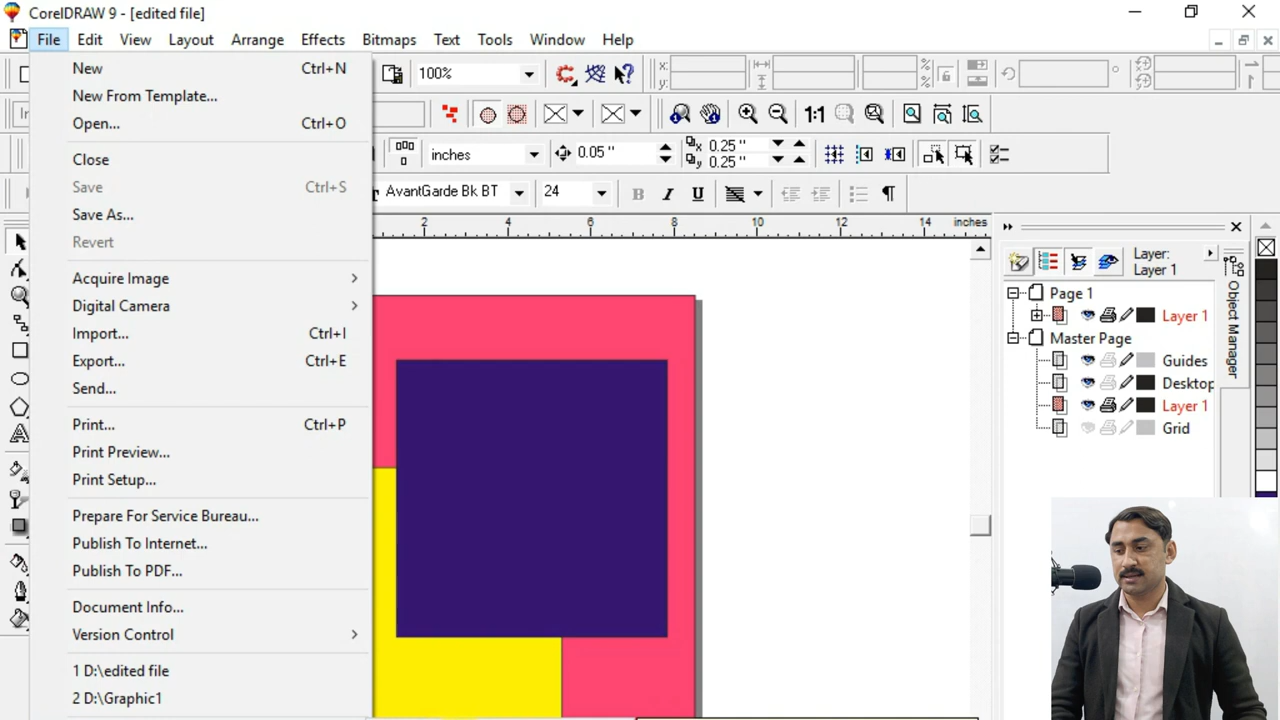 CorelDRAW 9 - [edited file]
File Edit View Layout Arrange Effects Bitmaps Text Tools Window Help
New Ctrl+N
New From Template...
Open... Ctrl+O
Close
Save Ctrl+S
Save As...
Revert
Acquire Image
Digital Camera
Import... Ctrl+I
Export... Ctrl+E
Send...
Print... Ctrl+P
Print Preview...
Print Setup...
Prepare For Service Bureau...
Publish To Internet...
Publish To PDF...
Document Info...
Version Control
1 D:\edited file
2 D:\Graphic1
100%
x:
y:
%
%
1:1
inches
0.05 "
0.25 "
0.25 "
AvantGarde Bk BT
24
B I U
2 4 6 8 10 12 14 inches
Layer:
Layer 1
Page 1
Layer 1
Master Page
Guides
Desktop
Layer 1
Grid
Object Manager